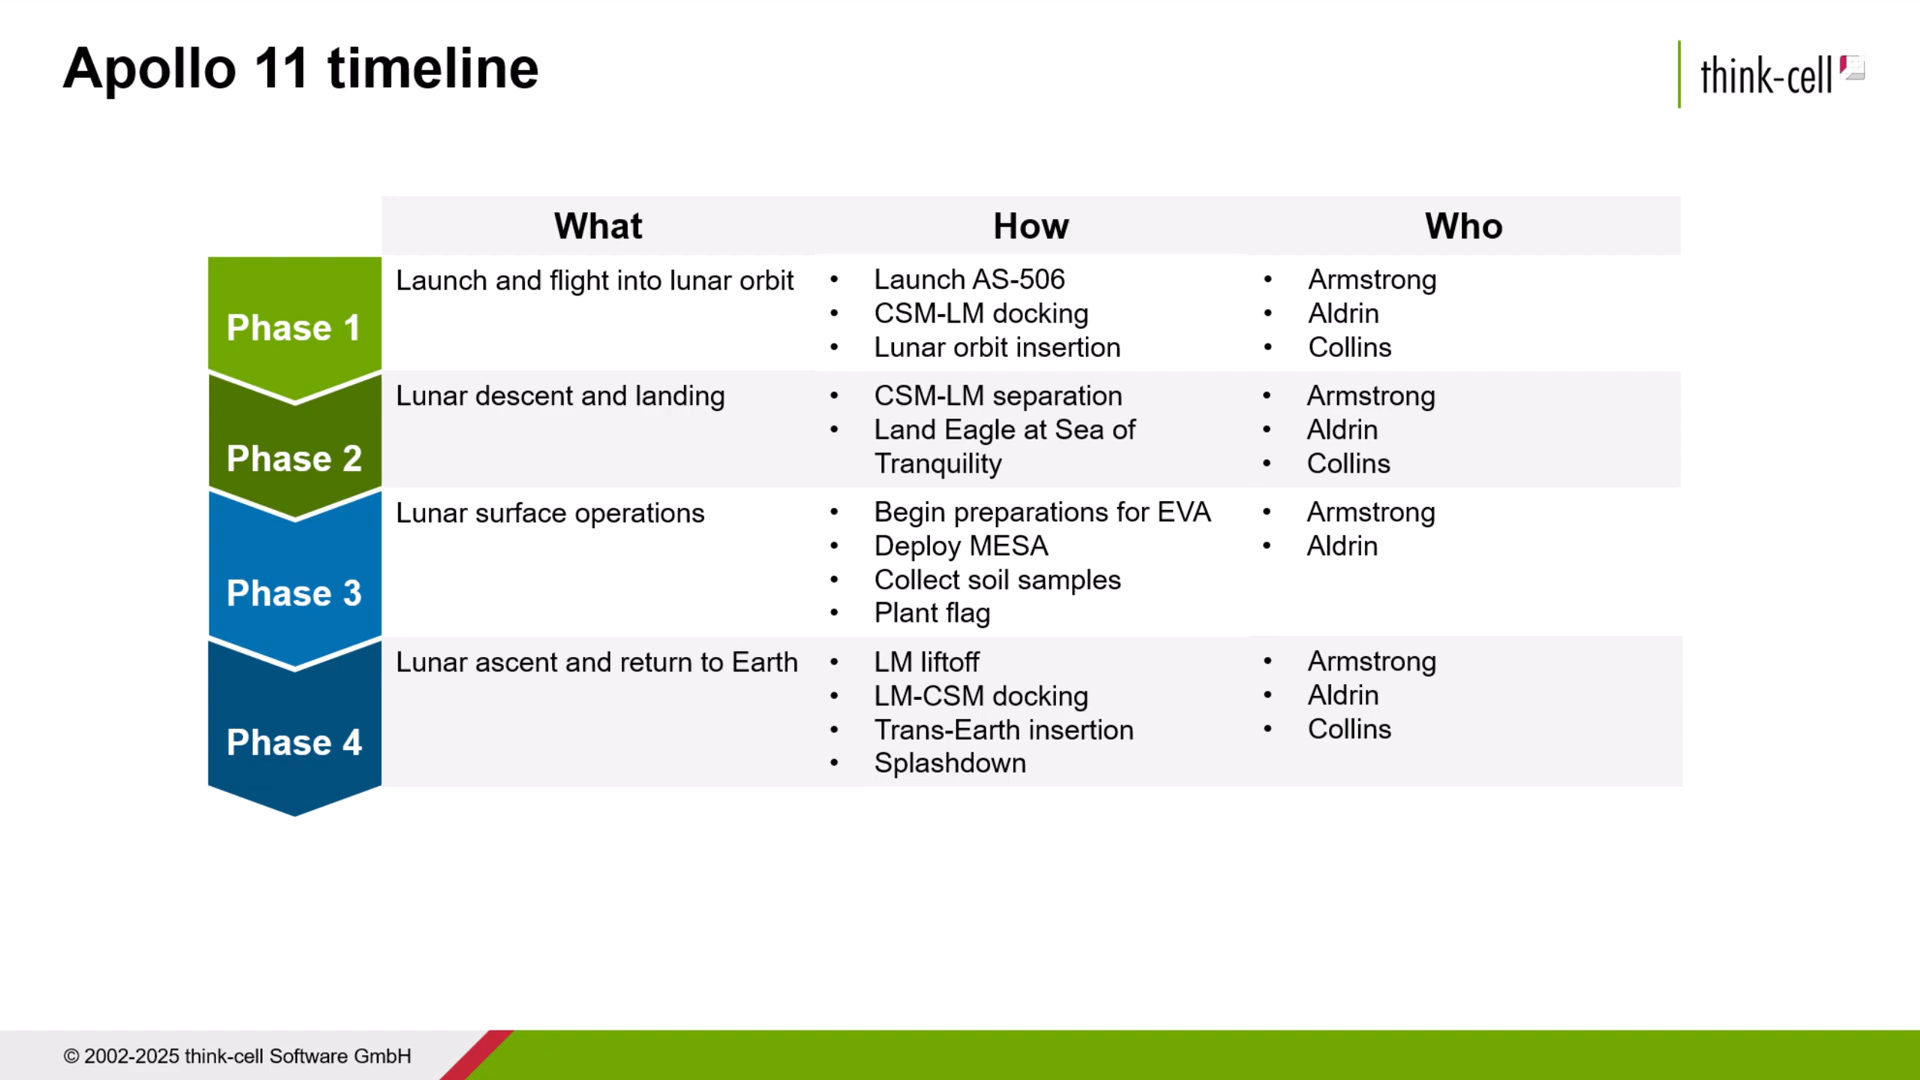 Apollo 11 timeline
think-cell
What
How
Who
Phase 1
Launch and flight into lunar orbit
• Launch AS-506
• CSM-LM docking
• Lunar orbit insertion
• Armstrong
• Aldrin
• Collins
Phase 2
Lunar descent and landing
• CSM-LM separation
• Land Eagle at Sea of
Tranquility
• Armstrong
• Aldrin
• Collins
Phase 3
Lunar surface operations
• Begin preparations for EVA
• Deploy MESA
• Collect soil samples
• Plant flag
• Armstrong
• Aldrin
Phase 4
Lunar ascent and return to Earth
• LM liftoff
• LM-CSM docking
• Trans-Earth insertion
• Splashdown
• Armstrong
• Aldrin
• Collins
© 2002-2025 think-cell Software GmbH